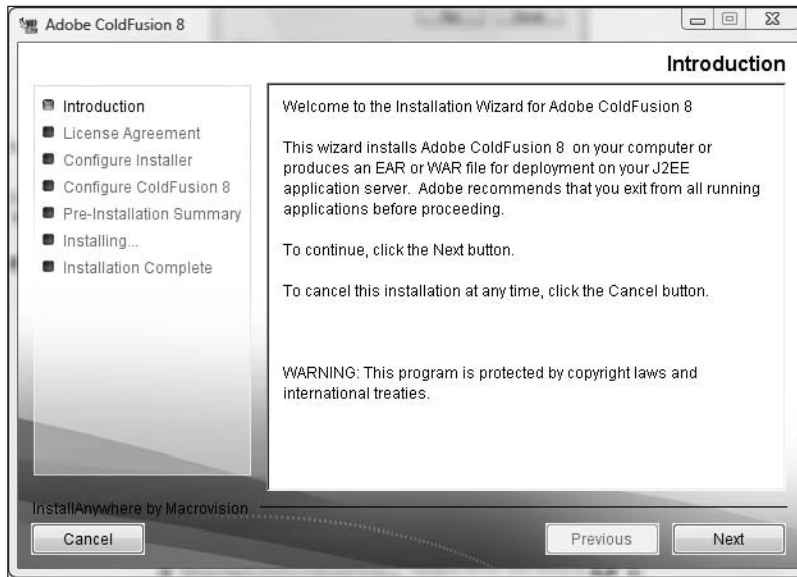 Adobe ColdFusion 8
Introduction
Introduction
License Agreement
Configure Installer
Configure ColdFusion 8
Pre-Installation Summary
Installing...
Installation Complete
Welcome to the Installation Wizard for Adobe ColdFusion 8
This wizard installs Adobe ColdFusion 8 on your computer or
produces an EAR or WAR file for deployment on your J2EE
application server. Adobe recommends that you exit from all running
applications before proceeding.
To continue, click the Next button.
To cancel this installation at any time, click the Cancel button.
WARNING: This program is protected by copyright laws and
international treaties.
InstallAnywhere by Macrovision
Cancel
Previous
Next